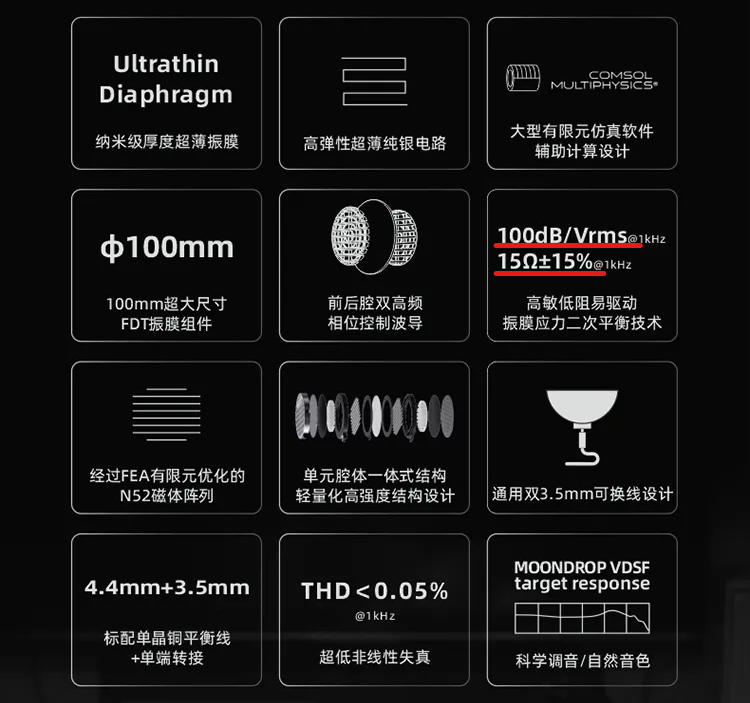 Ultrathin
Diaphragm
纳米级厚度超薄振膜
高弹性超薄纯银电路
COMSOL
MULTIPHYSICS®
大型有限元仿真软件
辅助计算设计
ф100mm
100mm超大尺寸
FDT振膜组件
前后腔双高频
相位控制波导
100dB/Vrms@1kHz
15Ω±15%@1kHz
高敏低阻易驱动
振膜应力二次平衡技术
经过FEA有限元优化的
N52磁体阵列
单元腔体一体式结构
轻量化高强度结构设计
通用双3.5mm可换线设计
4.4mm+3.5mm
标配单晶铜平衡线
+单端转接
THD<0.05%
@1kHz
超低非线性失真
MOONDROP VDSF
target response
科学调音/自然音色